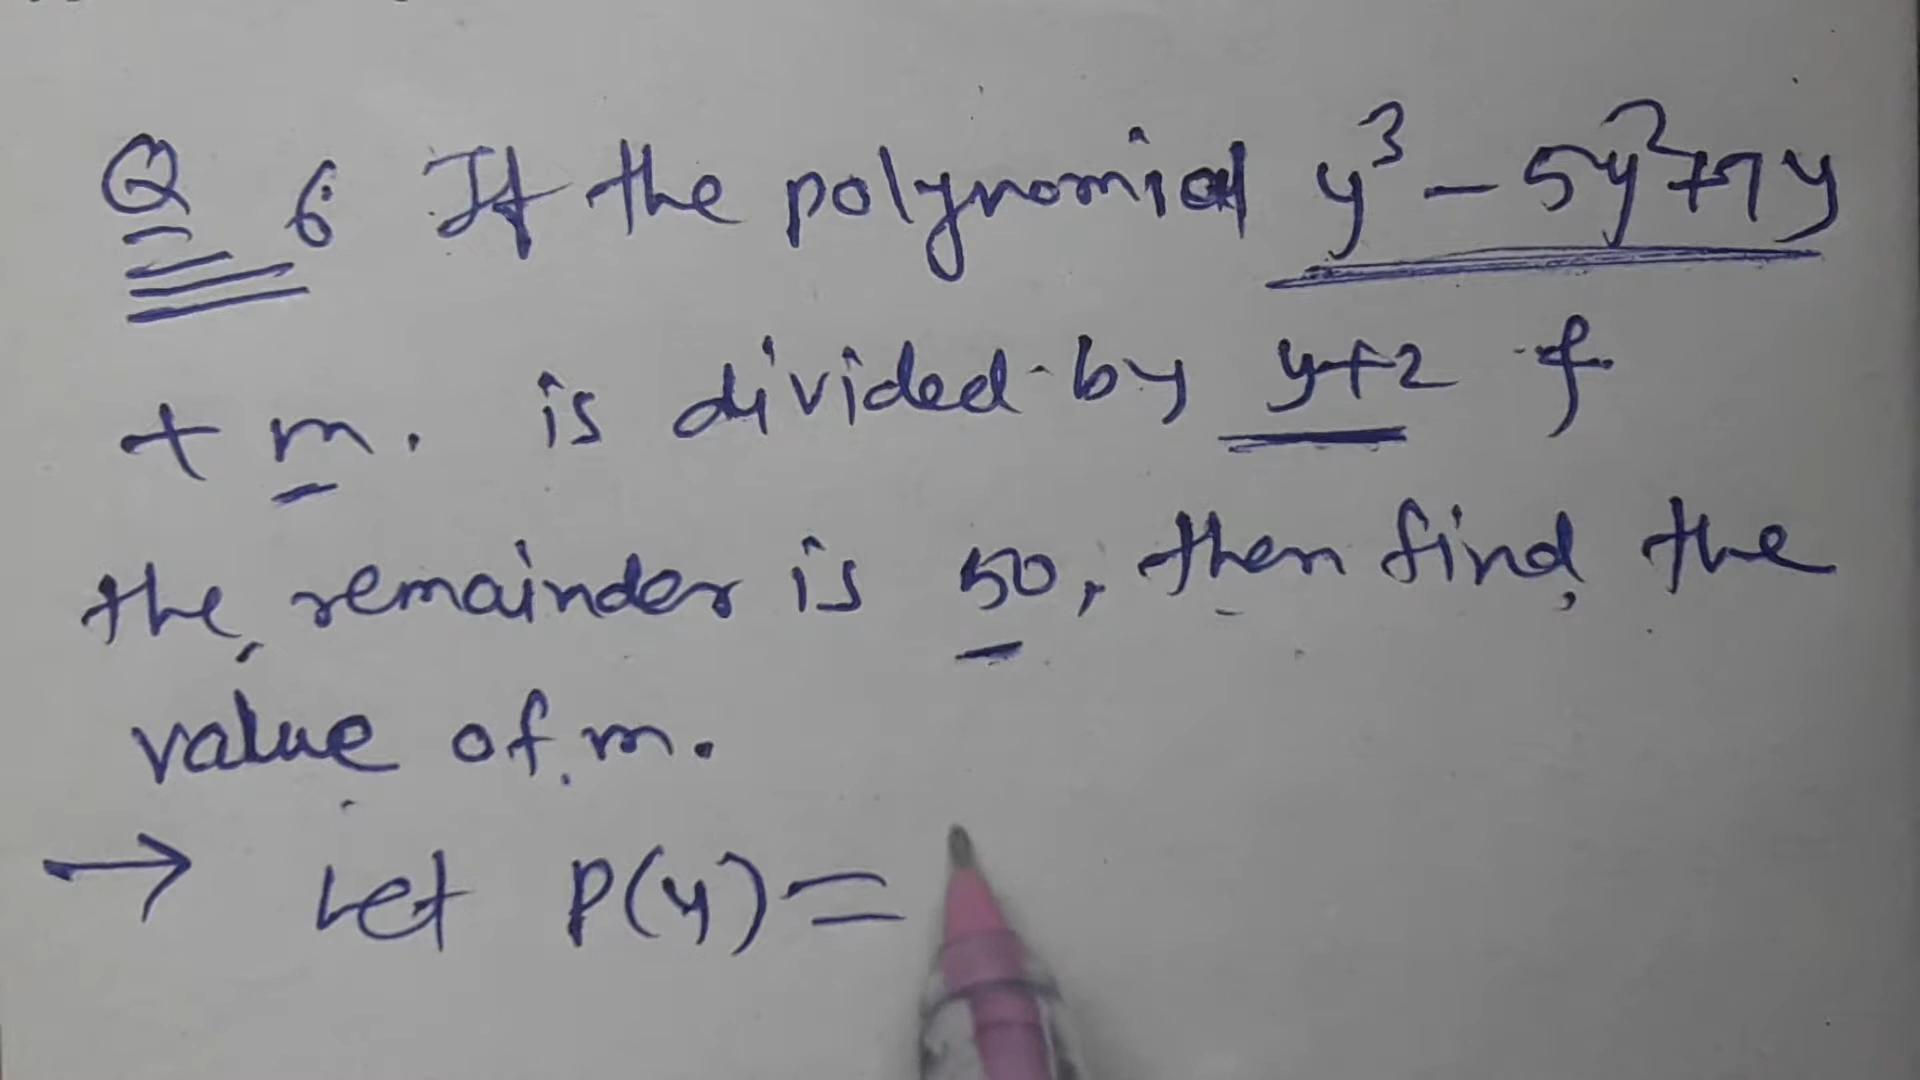 Q 6 If the polynomial y³ - 5y² + 7y
+ m. is divided by y+2 &
the remainder is 50, then find the
value of m.
→ Let P(y) =